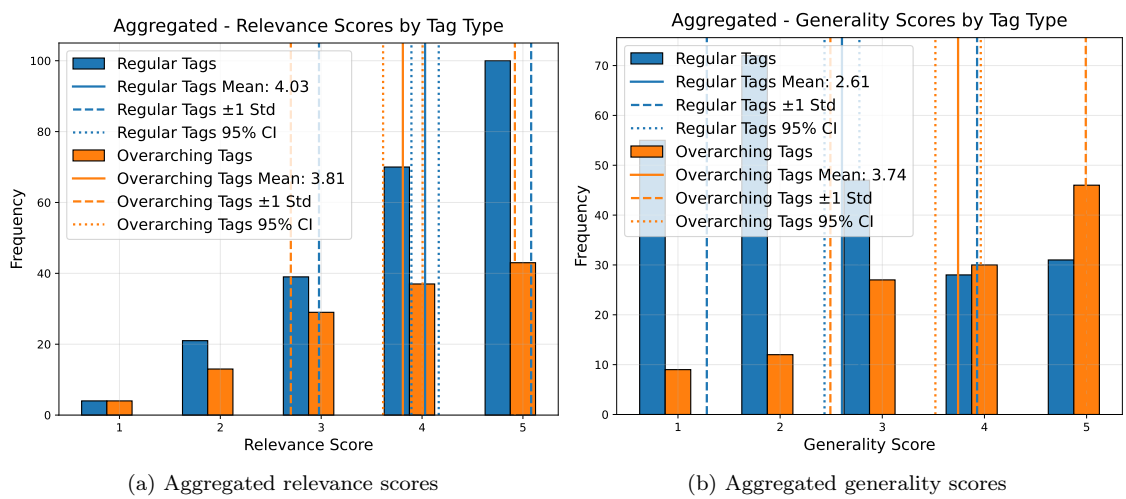 Aggregated - Relevance Scores by Tag Type
Regular Tags
Regular Tags Mean: 4.03
Regular Tags ±1 Std
Regular Tags 95% CI
Overarching Tags
Overarching Tags Mean: 3.81
Overarching Tags ±1 Std
Overarching Tags 95% CI
Frequency
100
80
60
40
20
0
1 2 3 4 5
Relevance Score
(a) Aggregated relevance scores
Aggregated - Generality Scores by Tag Type
Regular Tags
Regular Tags Mean: 2.61
Regular Tags ±1 Std
Regular Tags 95% CI
Overarching Tags
Overarching Tags Mean: 3.74
Overarching Tags ±1 Std
Overarching Tags 95% CI
Frequency
70
60
50
40
30
20
10
0
1 2 3 4 5
Generality Score
(b) Aggregated generality scores